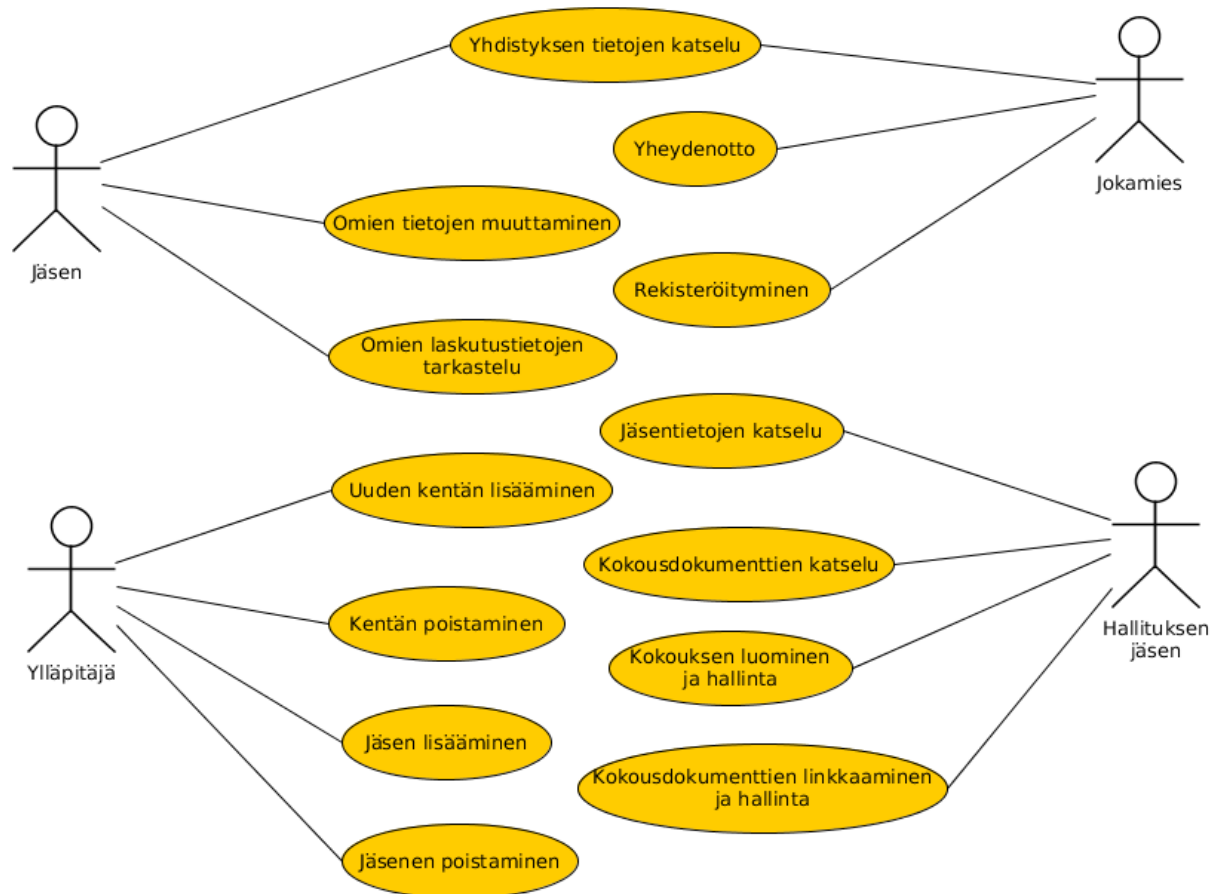 Yhdistyksen tietojen katselu
Yheydenotto
Jokamies
Omien tietojen muuttaminen
Jäsen
Rekisteröityminen
Omien laskutustietojen
tarkastelu
Jäsentietojen katselu
Uuden kentän lisääminen
Kokousdokumenttien katselu
Kentän poistaminen
Hallituksen
jäsen
Ylläpitäjä
Kokouksen luominen
ja hallinta
Jäsen lisääminen
Kokousdokumenttien linkkaaminen
ja hallinta
Jäsenen poistaminen